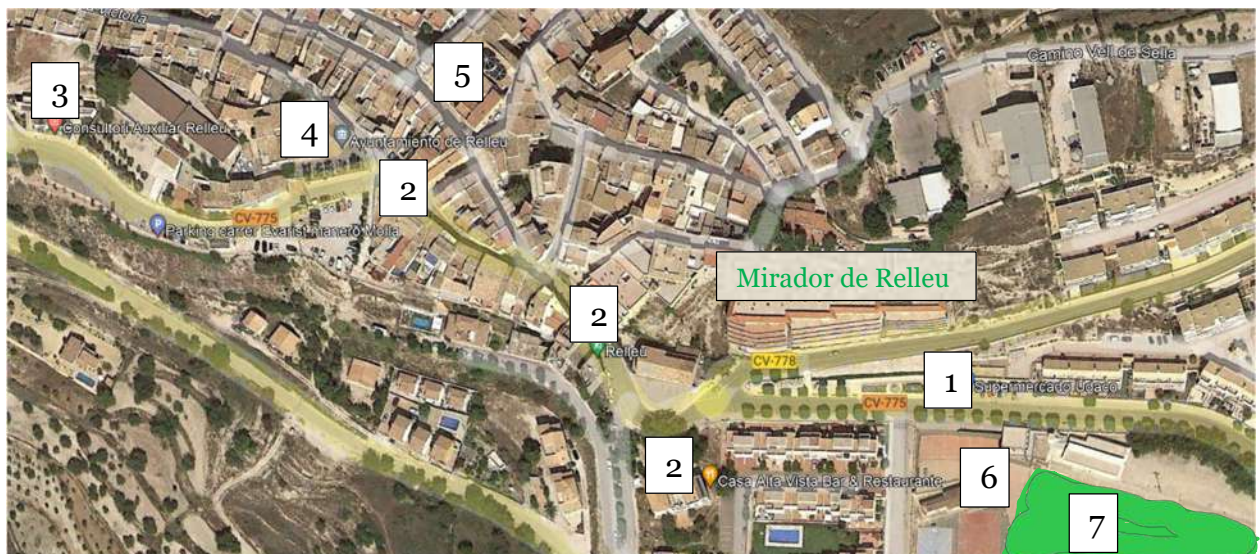 Victoria
Camino Vell de Sella
3
Consultori Auxiliar Relleu
4
Ayuntamiento de Relleu
5
2
CV-775
Parking carrer Evarist manero Molla
Mirador de Relleu
2
Relleu
CV-778
1
Supermercado Udaco
CV-775
2
Casa Alta Vista Bar & Restaurante
6
7